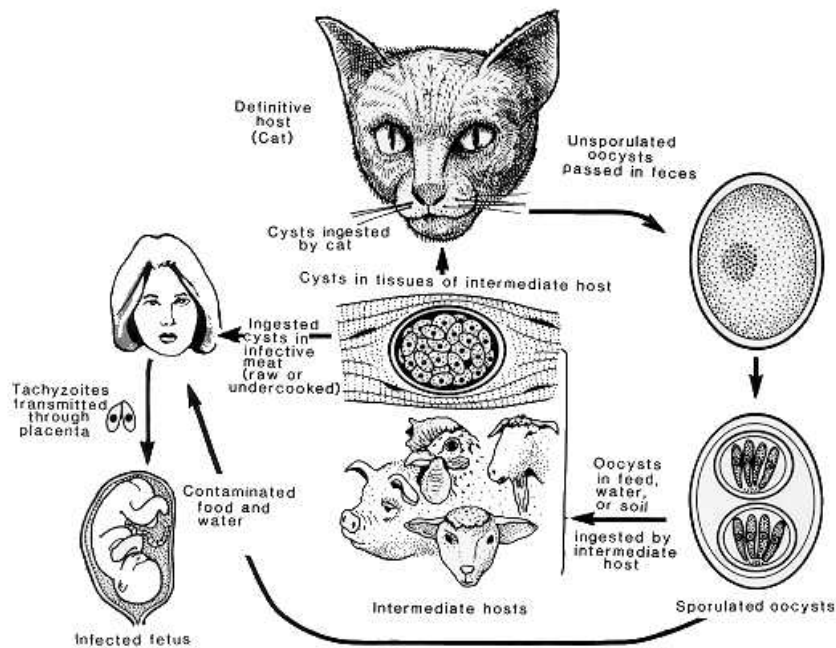 Definitive
host
(Cat)
Unsporulated
oocysts
passed in feces
Cysts ingested
by cat
Cysts in tissues of intermediate host
Ingested
cysts in
infective
meat
(raw or
undercooked)
Tachyzoites
transmitted
through
placenta
Contaminated
food and
water
Oocysts
in feed,
water,
or soil
ingested by
intermediate
host
Infected fetus
Intermediate hosts
Sporulated oocysts